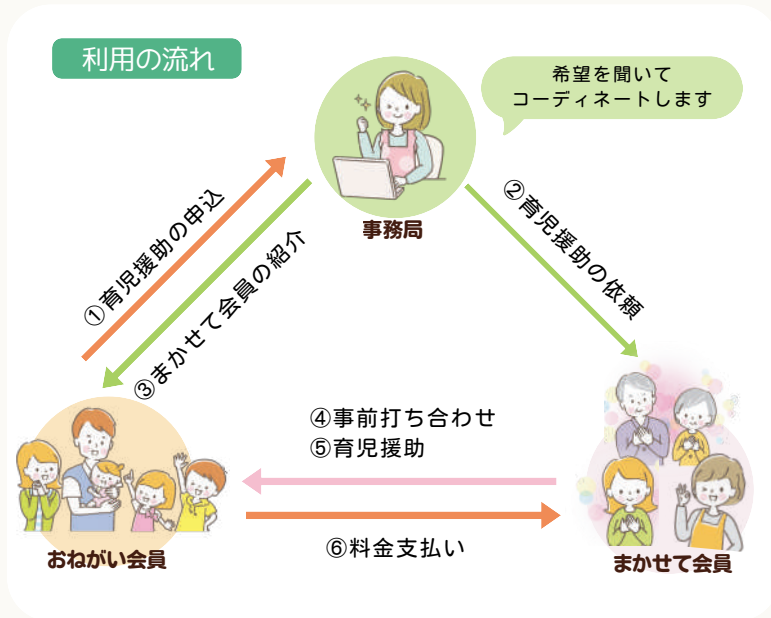 利用の流れ
希望を聞いて
コーディネートします
事務局
①育児援助の申込
②育児援助の依頼
③まかせて会員の紹介
④事前打ち合わせ
⑤育児援助
⑥料金支払い
おねがい会員
まかせて会員